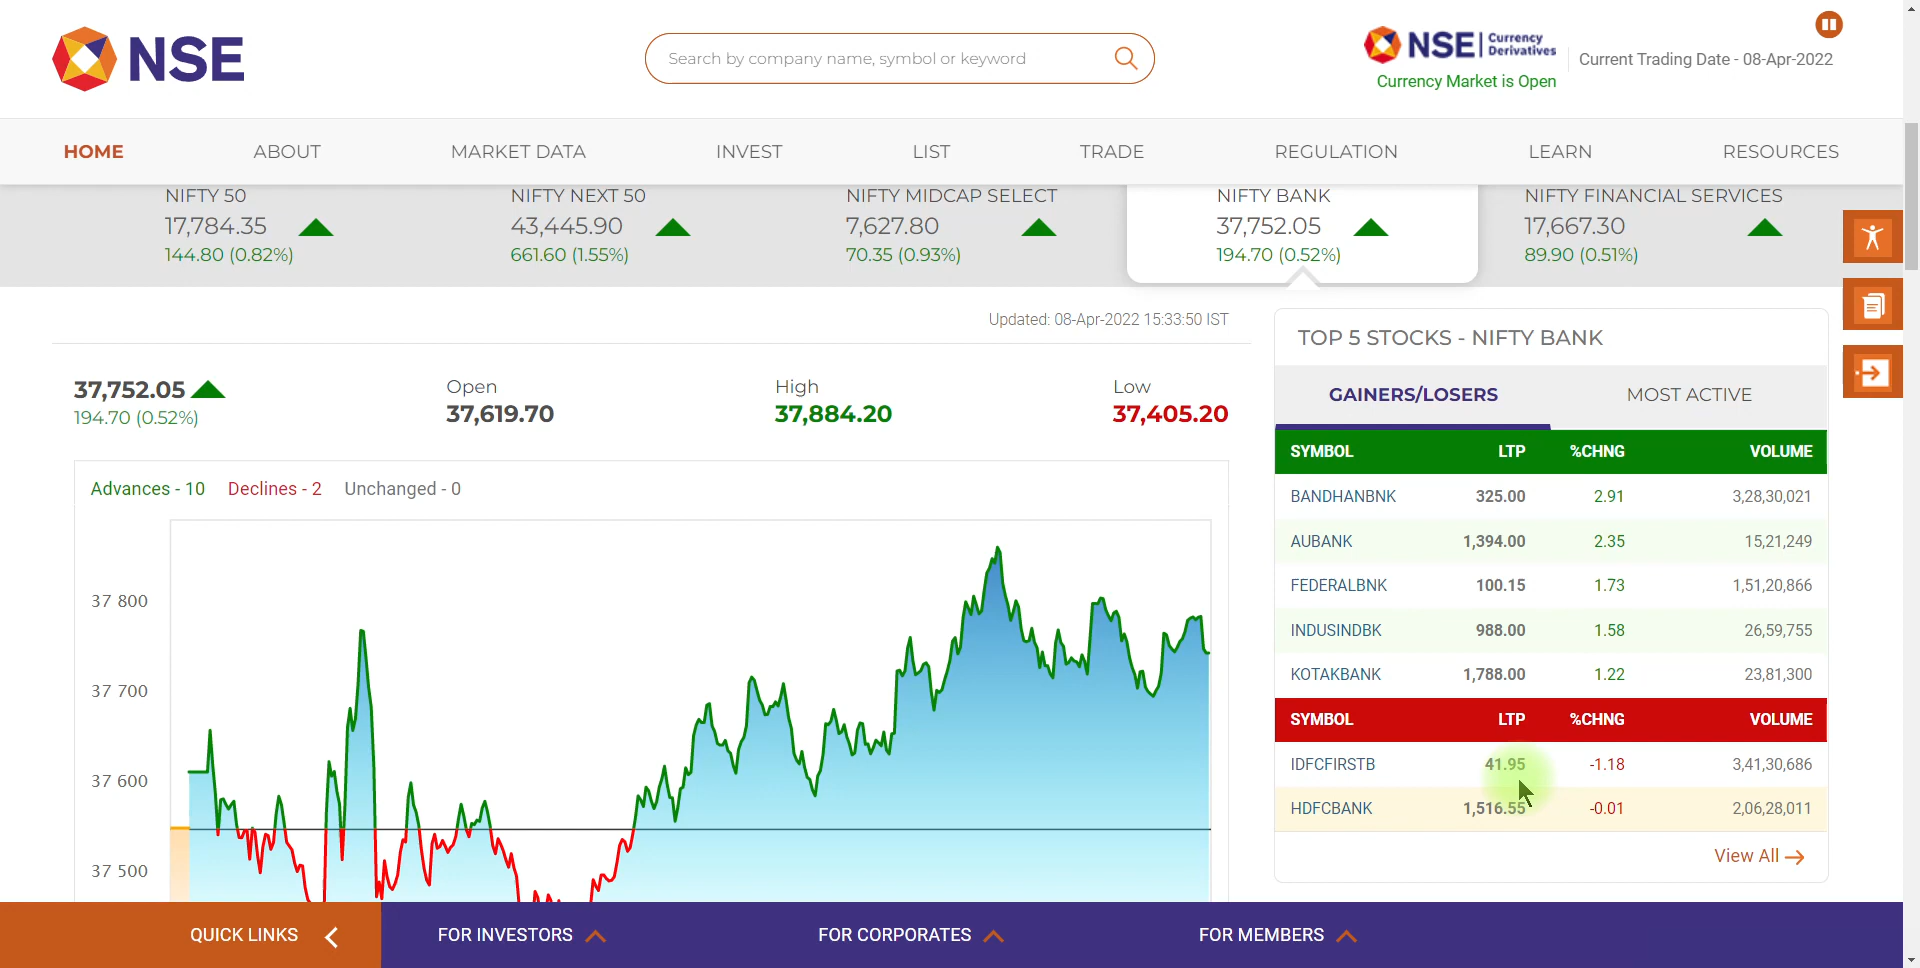 NSE
Search by company name, symbol or keyword
NSE Currency Derivatives
Currency Market is Open
Current Trading Date - 08-Apr-2022
HOME ABOUT MARKET DATA INVEST LIST TRADE REGULATION LEARN RESOURCES
NIFTY 50 NIFTY NEXT 50 NIFTY MIDCAP SELECT NIFTY BANK NIFTY FINANCIAL SERVICES
17,784.35 43,445.90 7,627.80 37,752.05 17,667.30
144.80 (0.82%) 661.60 (1.55%) 70.35 (0.93%) 194.70 (0.52%) 89.90 (0.51%)
Updated: 08-Apr-2022 15:33:50 IST
37,752.05 Open High Low
194.70 (0.52%) 37,619.70 37,884.20 37,405.20
Advances - 10 Declines - 2 Unchanged - 0
37 800
37 700
37 600
37 500
TOP 5 STOCKS - NIFTY BANK
GAINERS/LOSERS MOST ACTIVE
SYMBOL LTP %CHNG VOLUME
BANDHANBNK 325.00 2.91 3,28,30,021
AUBANK 1,394.00 2.35 15,21,249
FEDERALBNK 100.15 1.73 1,51,20,866
INDUSINDBK 988.00 1.58 26,59,755
KOTAKBANK 1,788.00 1.22 23,81,300
SYMBOL LTP %CHNG VOLUME
IDFCFIRSTB 41.95 -1.18 3,41,30,686
HDFCBANK 1,516.55 -0.01 2,06,28,011
View All
QUICK LINKS FOR INVESTORS FOR CORPORATES FOR MEMBERS